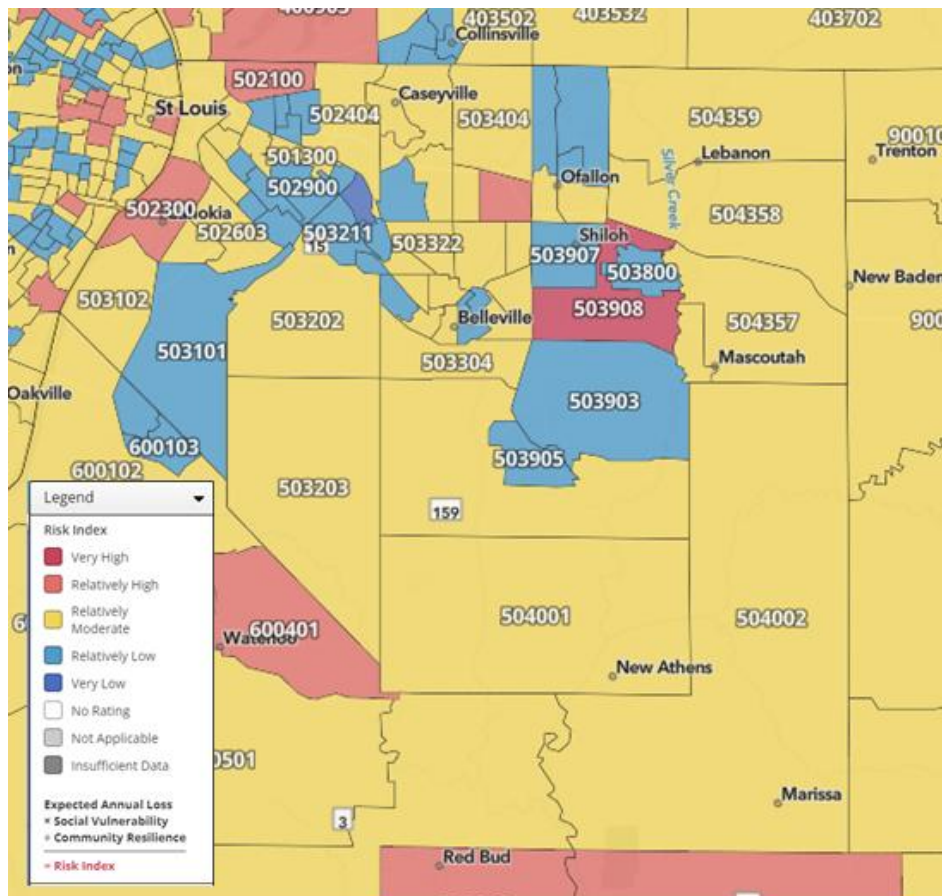 403502
403532
403702
Collinsville
502100
Caseyville
St Louis
502404
503404
504359
Trenton
501300
Lebanon
Ofallon
502900
Silver Creek
502300
504358
502603
503211
503322
Shiloh
15
503907
503800
New Baden
503102
503202
503908
504357
Belleville
503101
503304
Mascoutah
Oakville
503903
600103
503905
600102
503203
159
504001
504002
600401
New Athens
Marissa
3
Red Bud
Legend
Risk Index
Very High
Relatively High
Relatively
Moderate
Relatively Low
Very Low
No Rating
Not Applicable
Insufficient Data
Expected Annual Loss
× Social Vulnerability
÷ Community Resilience
= Risk Index